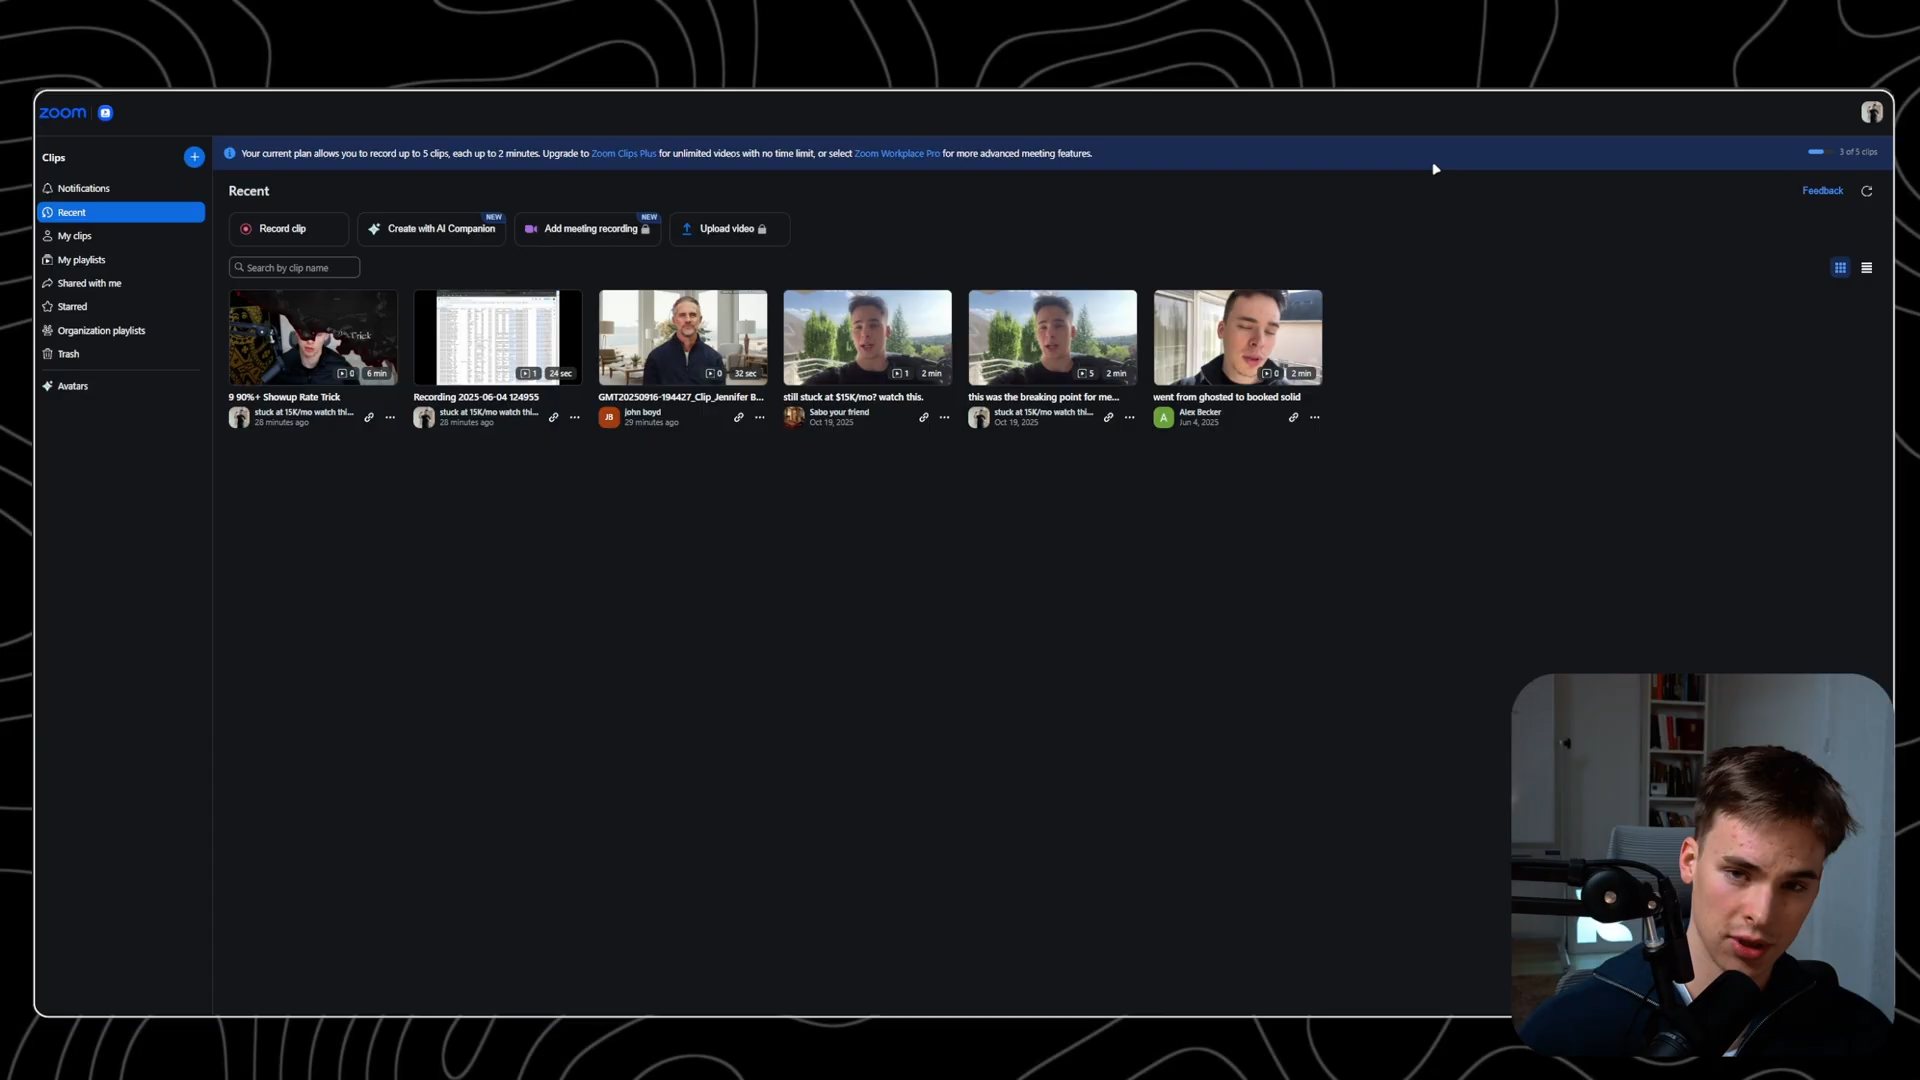 zoom
Clips
Your current plan allows you to record up to 5 clips, each up to 2 minutes. Upgrade to Zoom Clips Plus for unlimited videos with no time limit, or select Zoom Workplace Pro for more advanced meeting features.
3 of 5 clips
Notifications
Recent
My clips
My playlists
Shared with me
Starred
Organization playlists
Trash
Avatars
Recent
Feedback
Record clip
Create with AI Companion
NEW
Add meeting recording
NEW
Upload video
Search by clip name
Trick
0 6 min
9 90%+ Showup Rate Trick
stuck at 15K/mo watch thi...
28 minutes ago
1 24 sec
Recording 2025-06-04 124955
stuck at 15K/mo watch thi...
28 minutes ago
0 32 sec
GMT20250916-194427_Clip_Jennifer B...
JB
john boyd
29 minutes ago
1 2 min
still stuck at $15K/mo? watch this.
Sabo your friend
Oct 19, 2025
5 2 min
this was the breaking point for me...
stuck at 15K/mo watch thi...
Oct 19, 2025
0 2 min
went from ghosted to booked solid
A
Alex Becker
Jun 4, 2025